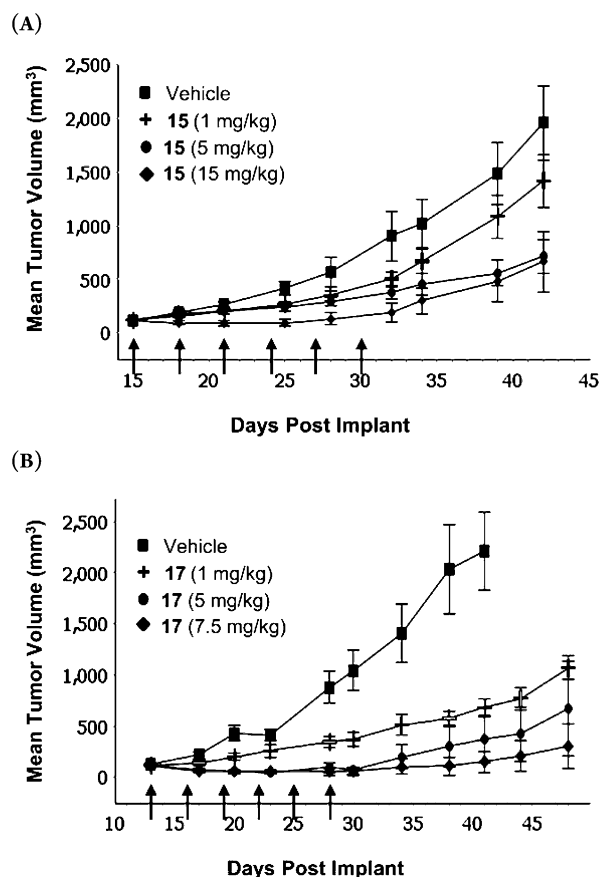 (A)
2,500
2,000
1,500
1,000
500
0
Mean Tumor Volume (mm³)
Vehicle
15 (1 mg/kg)
15 (5 mg/kg)
15 (15 mg/kg)
15 20 25 30 35 40 45
Days Post Implant
(B)
2,500
2,000
1,500
1,000
500
0
Mean Tumor Volume (mm³)
Vehicle
17 (1 mg/kg)
17 (5 mg/kg)
17 (7.5 mg/kg)
10 15 20 25 30 35 40 45
Days Post Implant